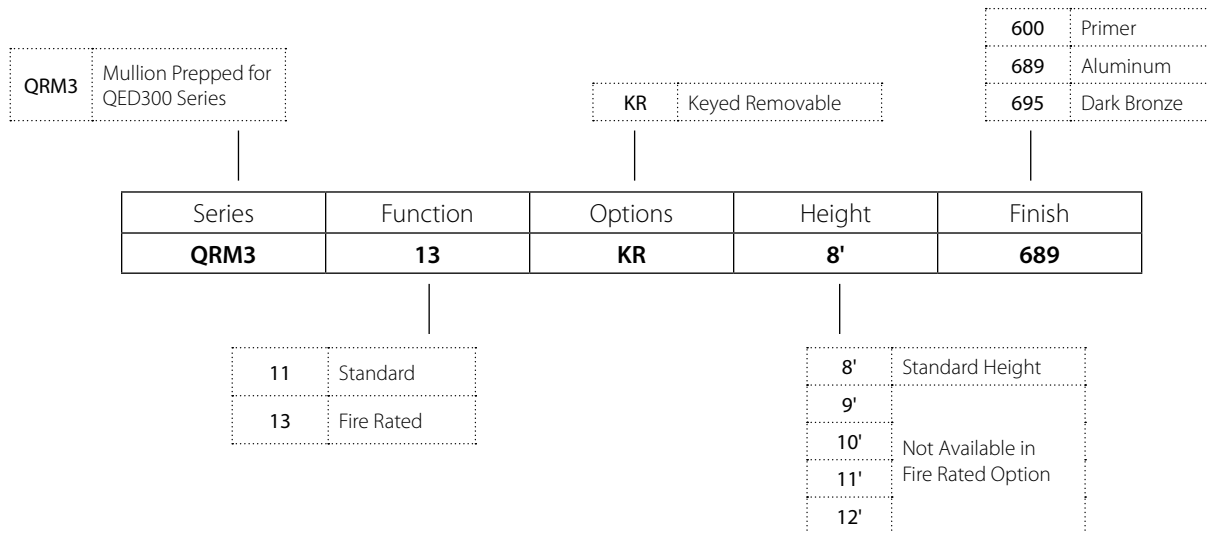 600 Primer
689 Aluminum
695 Dark Bronze
QRM3 Mullion Prepped for
QED300 Series
KR Keyed Removable
Series Function Options Height Finish
QRM3 13 KR 8' 689
11 Standard
13 Fire Rated
8' Standard Height
9'
10'
11'
12'
Not Available in
Fire Rated Option